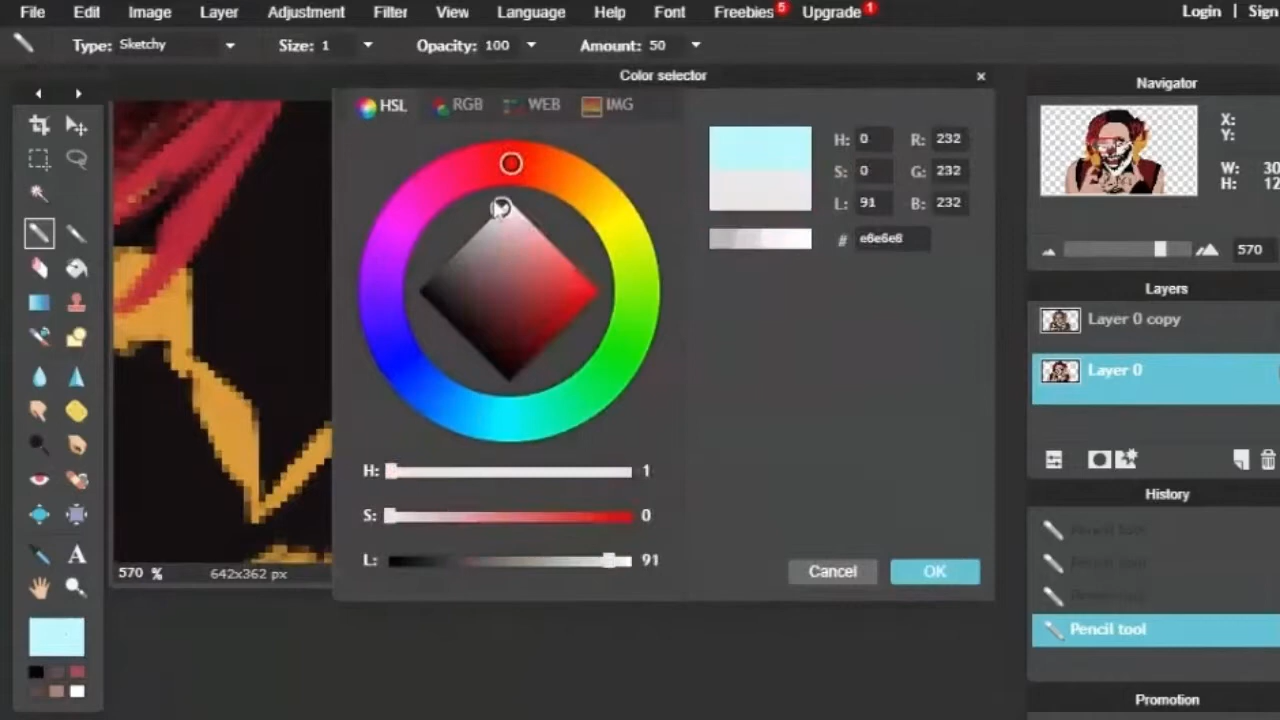 File Edit Image Layer Adjustment Filter View Language Help Font Freebies 5 Upgrade 1 Login | Sign
Type: Sketchy Size: 1 Opacity: 100 Amount: 50
Color selector
HSL RGB WEB IMG
H: 0 R: 232
S: 0 G: 232
L: 91 B: 232
# e6e6e8
H: 1
S: 0
L: 91
Cancel OK
570 % 642x362 px
Navigator
X:
Y:
W: 30
H: 12
570
Layers
Layer 0 copy
Layer 0
History
Pencil tool
Pencil tool
Pencil tool
Pencil tool
Promotion
A